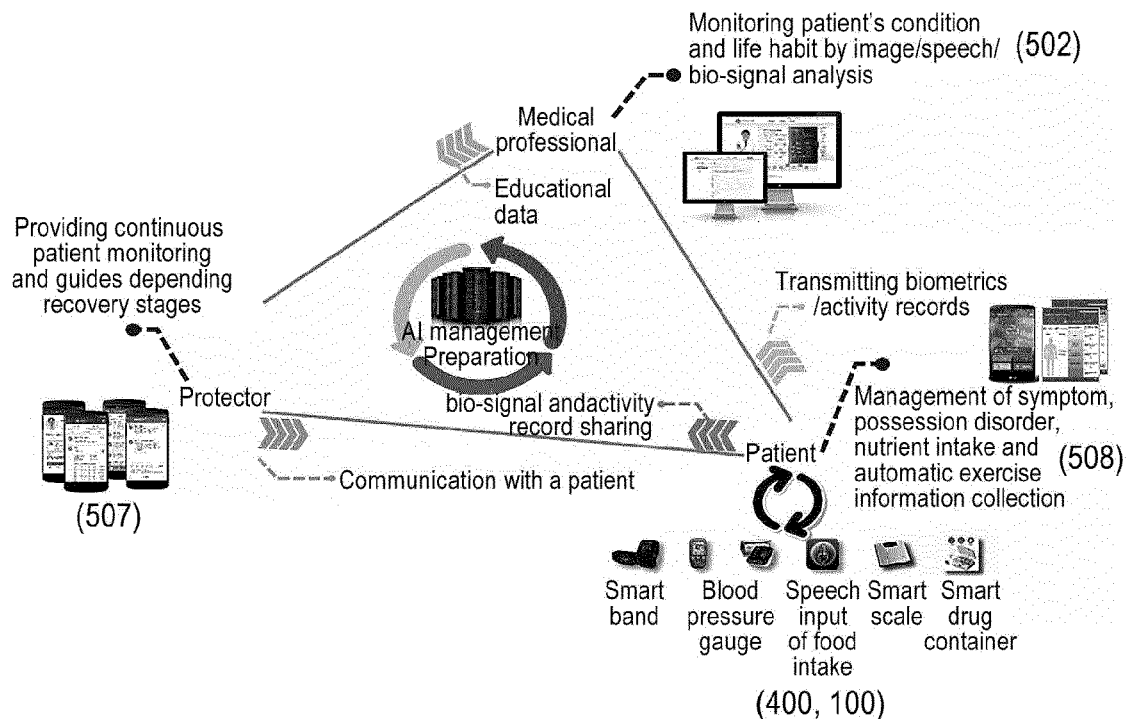 Monitoring patient's condition
and life habit by image/speech/
bio-signal analysis
(502)
Medical
professional
Educational
data
Providing continuous
patient monitoring
and guides depending
recovery stages
Transmitting biometrics
/activity records
AI management
Preparation
Protector
bio-signal andactivity
record sharing
Patient
Management of symptom,
possession disorder,
nutrient intake and
automatic exercise
information collection
(508)
Communication with a patient
(507)
Smart
band
Blood
pressure
gauge
Speech
input
of food
intake
Smart
scale
Smart
drug
container
(400, 100)